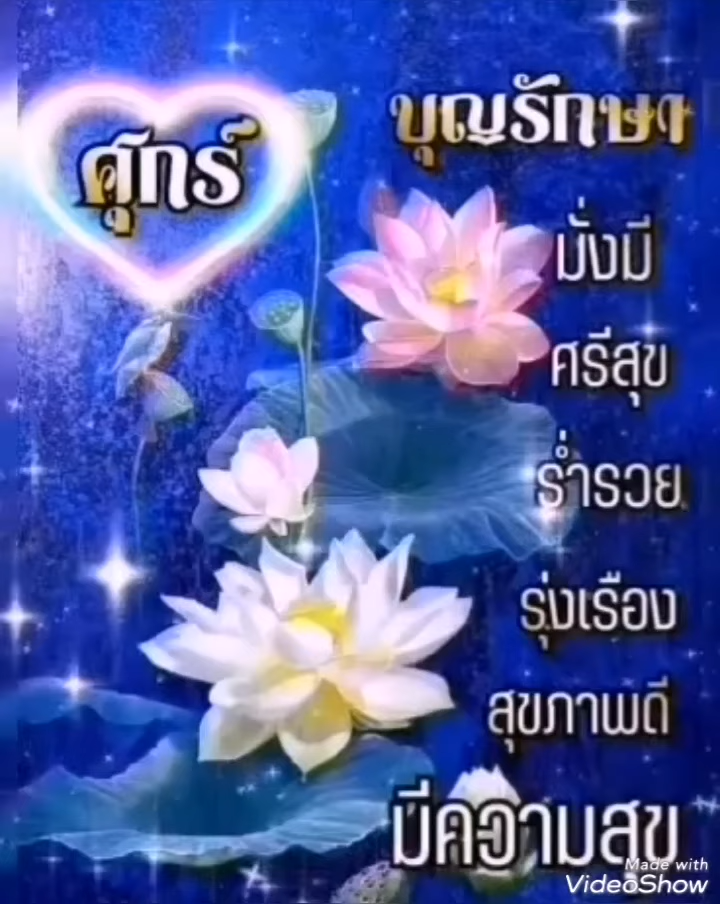 ศุกร์
บุญรักษา
มั่งมี
ศรีสุข
ร่ำรวย
รุ่งเรือง
สุขภาพดี
มีความสุข
Made with
VideoShow